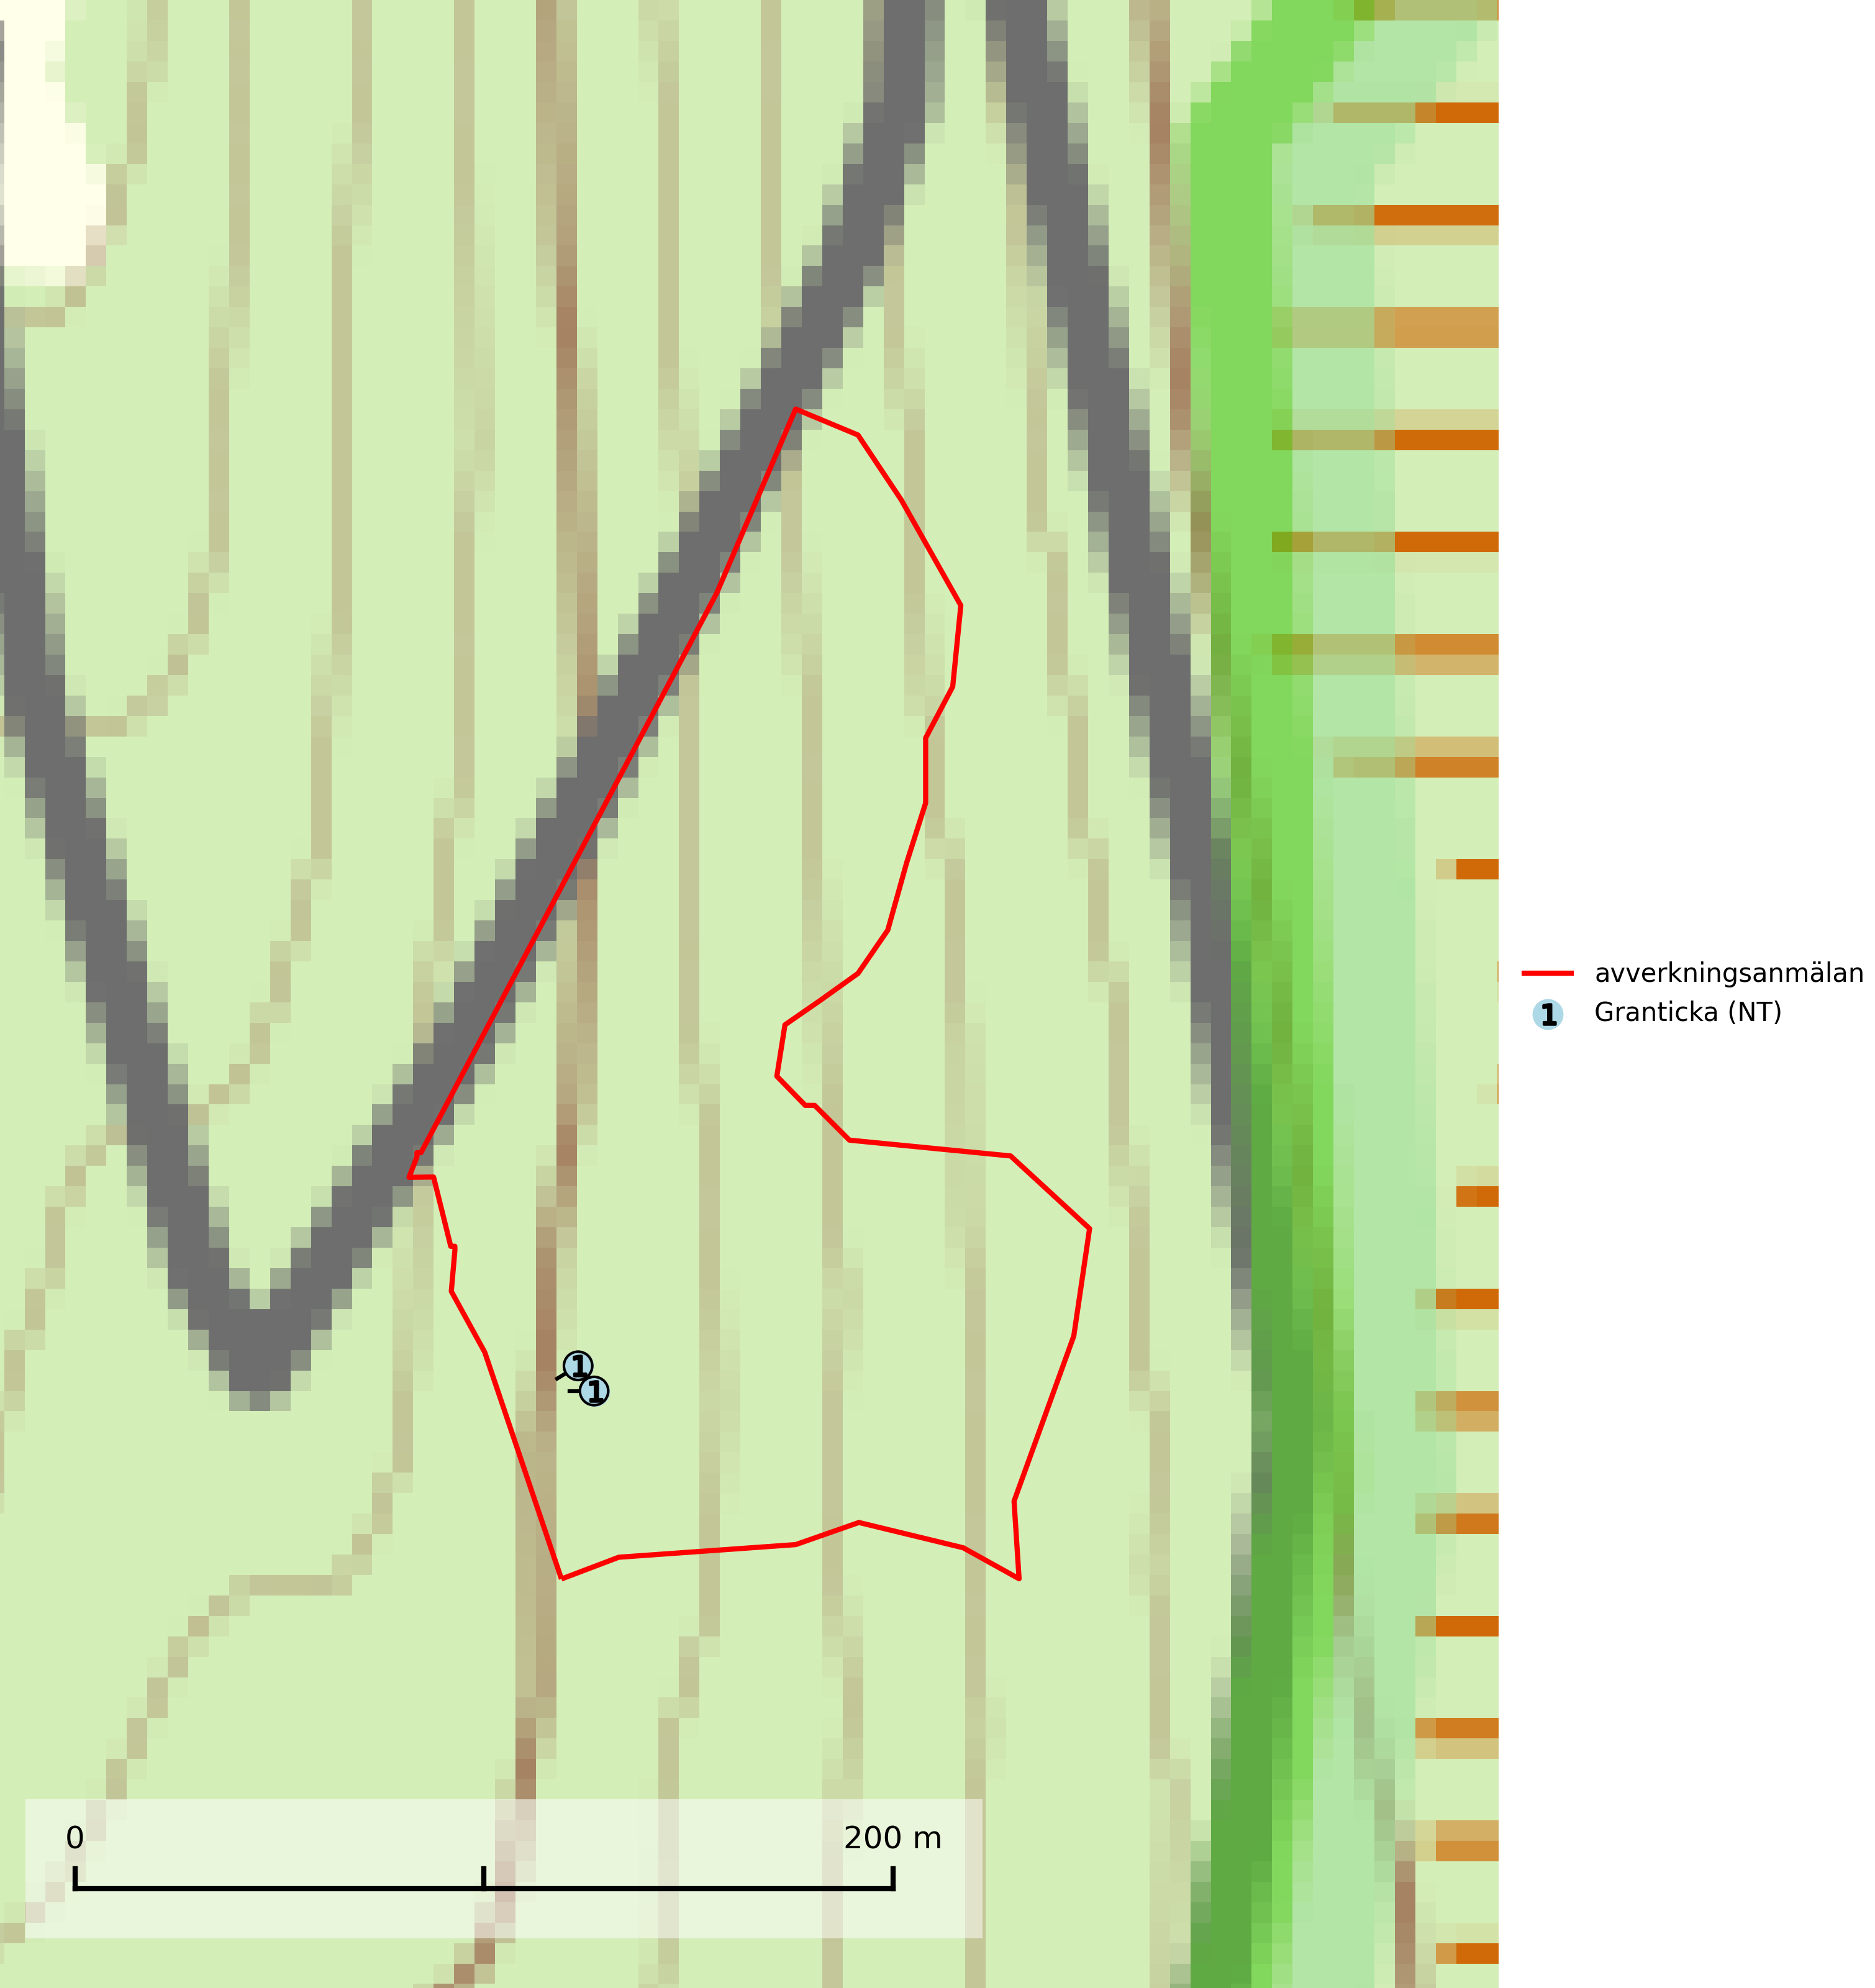 avverkningsanmälan
1 Granticka (NT)
1
1
0 200 m